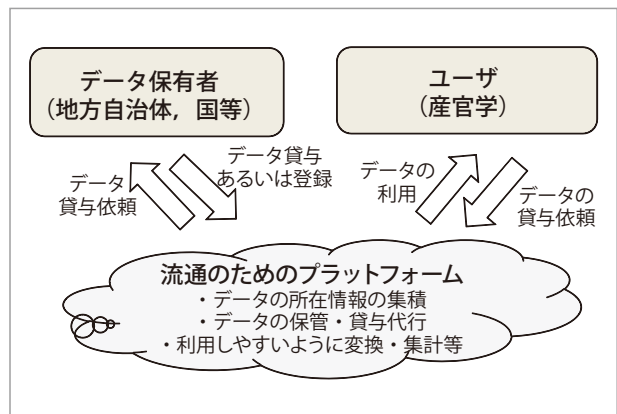 データ保有者
（地方自治体，国等）
ユーザ
（産官学）
データ
貸与依頼
データ貸与
あるいは登録
データの
利用
データの
貸与依頼
流通のためのプラットフォーム
・データの所在情報の集積
・データの保管・貸与代行
・利用しやすいように変換・集計等